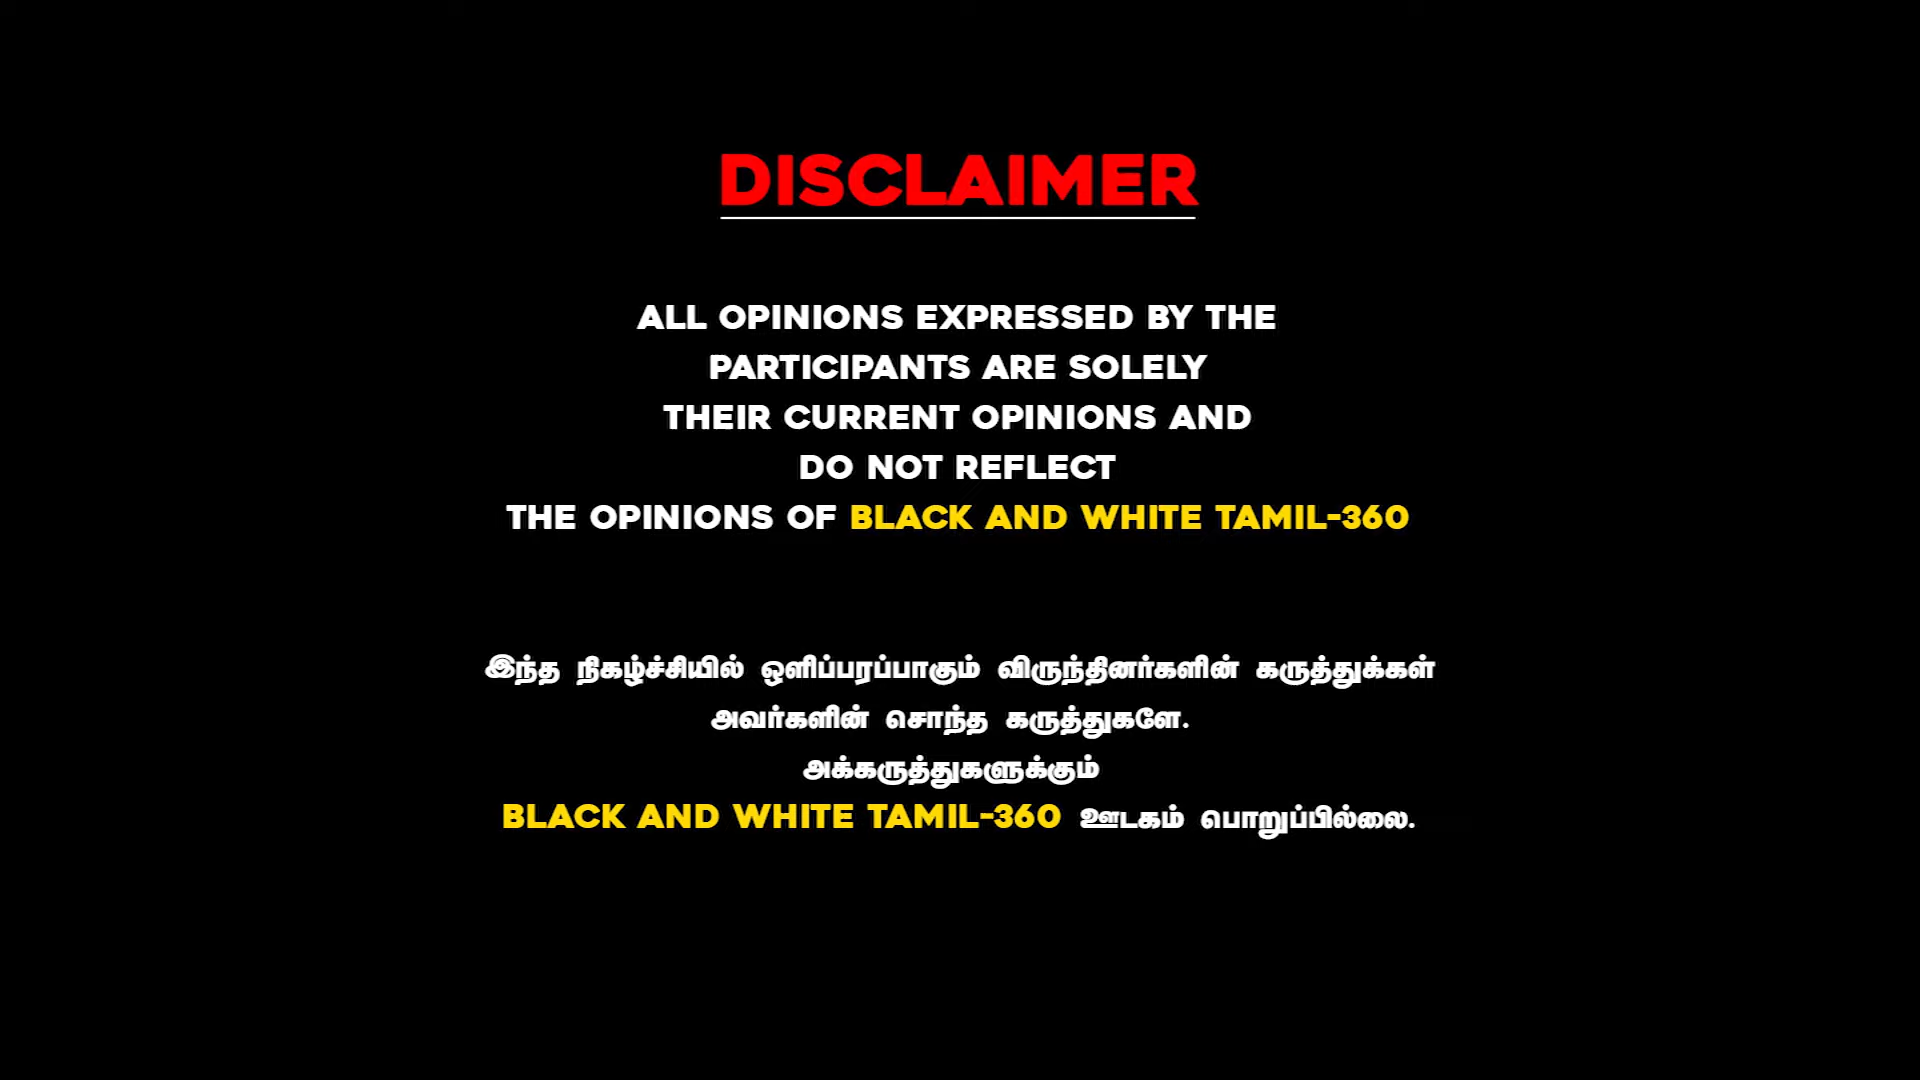 DISCLAIMER
ALL OPINIONS EXPRESSED BY THE
PARTICIPANTS ARE SOLELY
THEIR CURRENT OPINIONS AND
DO NOT REFLECT
THE OPINIONS OF BLACK AND WHITE TAMIL-360
இந்த நிகழ்ச்சியில் ஒளிப்பரப்பாகும் விருந்தினர்களின் கருத்துக்கள்
அவர்களின் சொந்த கருத்துகளே.
அக்கருத்துகளுக்கும்
BLACK AND WHITE TAMIL-360 ஊடகம் பொறுப்பில்லை.